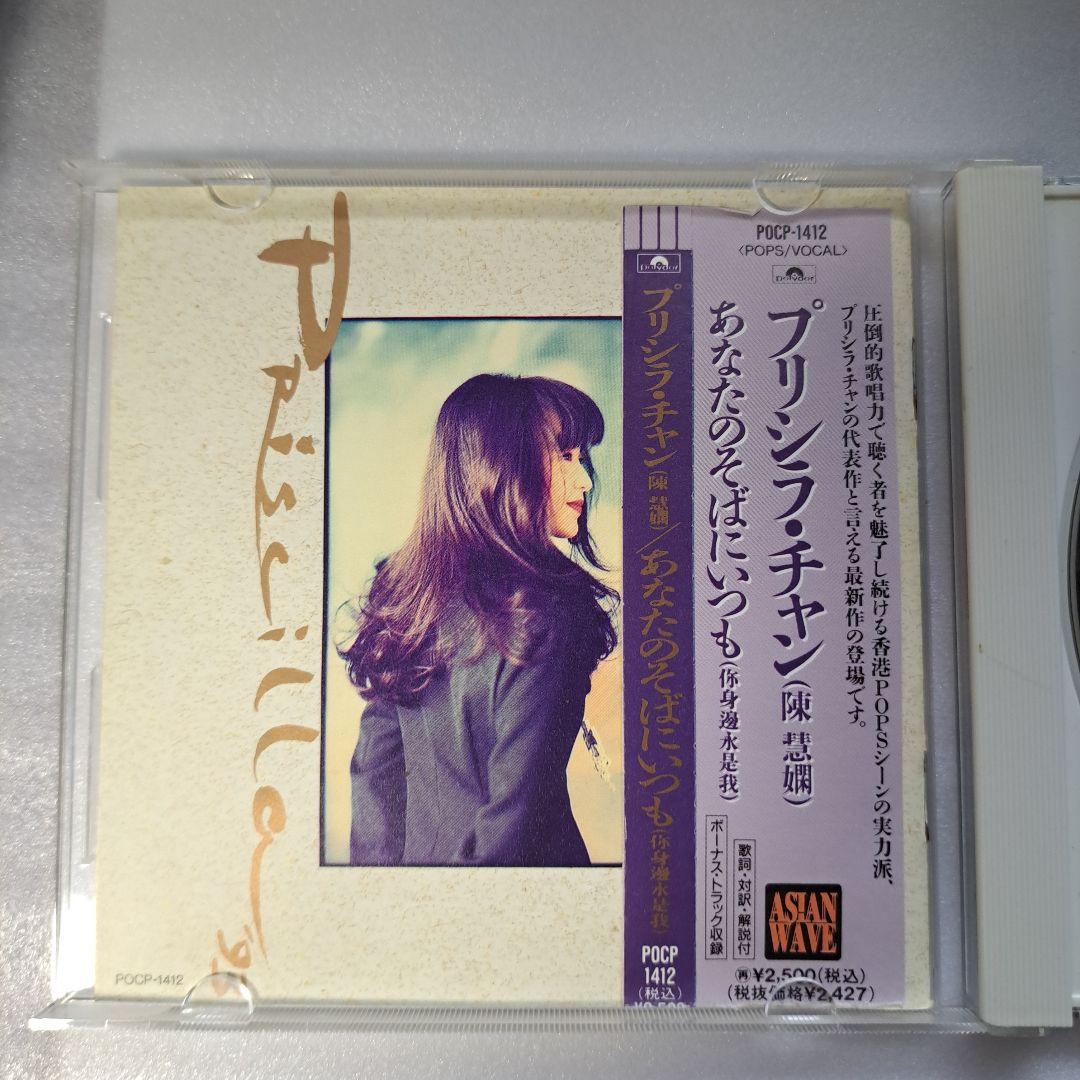 Priscilla
POCP-1412
Polydor
プリシラ・チャン(陳 慧嫻)/あなたのそばにいつも(你身邊永是我)
POCP
1412
(税込)
POCP-1412
〈POPS/VOCAL〉
Polydor
圧倒的歌唱力で聴く者を魅了し続ける香港POPSシーンの実力派、
プリシラ・チャンの代表作と言える最新作の登場です。
プリシラ・チャン(陳 慧嫻)
あなたのそばにいつも(你身邊永是我)
歌詞・対訳・解説付
ボーナス・トラック収録
ASIAN
WAVE
再¥2,500(税込)
(税抜価格¥2,427)